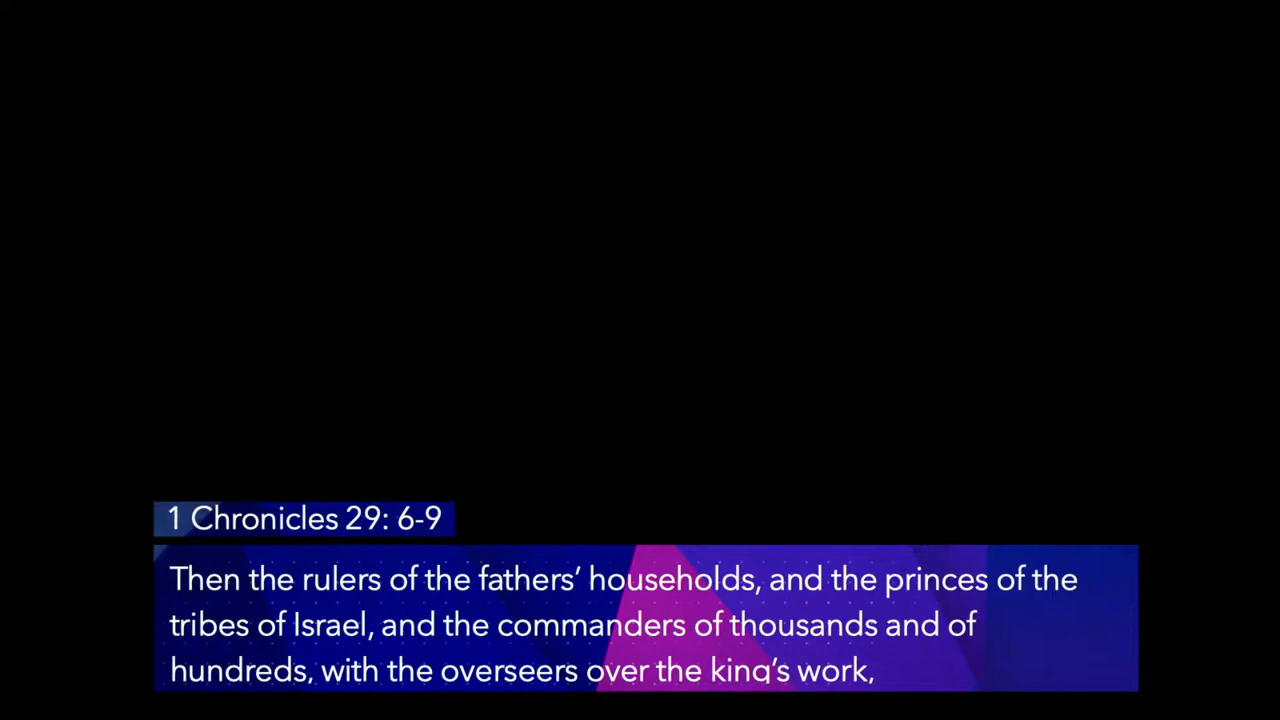 1 Chronicles 29: 6-9
Then the rulers of the fathers’ households, and the princes of the
tribes of Israel, and the commanders of thousands and of
hundreds, with the overseers over the king’s work,